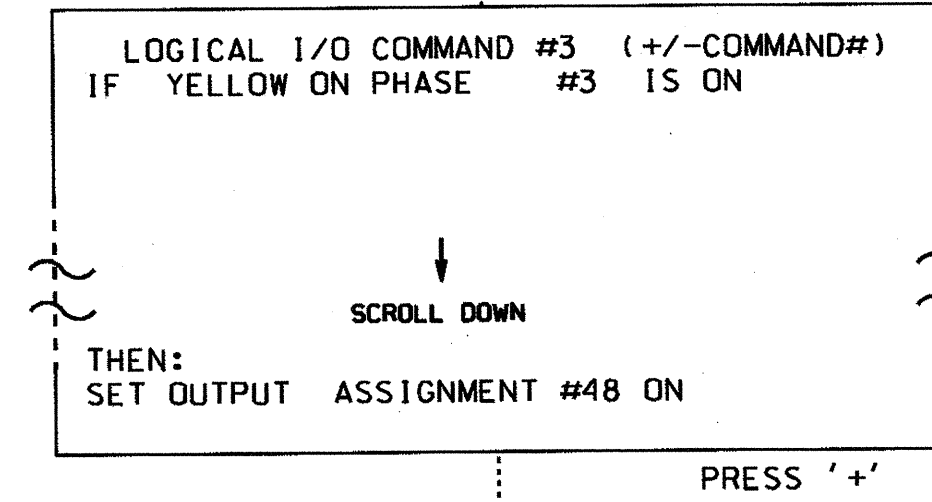 LOGICAL I/O COMMAND #3 (+/-COMMAND#)
IF YELLOW ON PHASE #3 IS ON
SCROLL DOWN
THEN:
SET OUTPUT ASSIGNMENT #48 ON
PRESS '+'